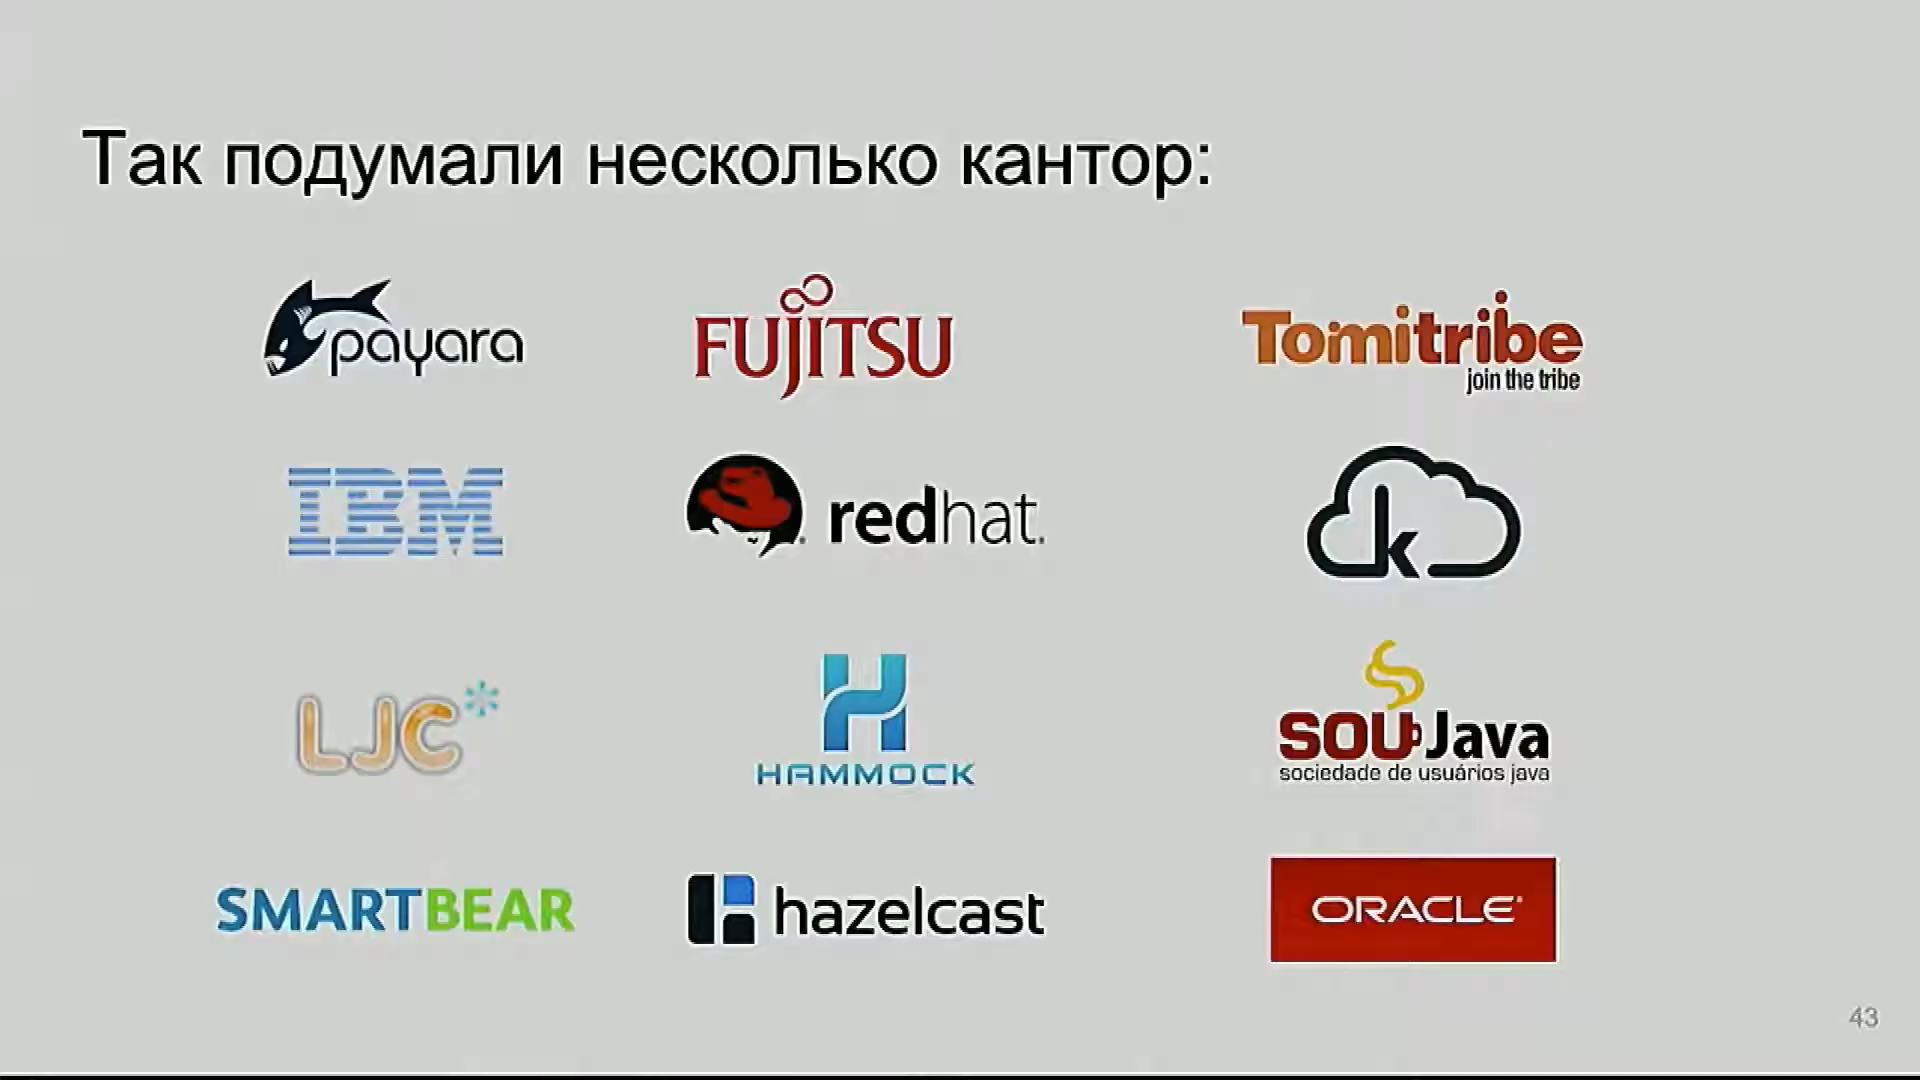 Так подумали несколько кантор:
payara
FUJITSU
Tomitribe
join the tribe
IBM
redhat.
k
LJC*
H
HAMMOCK
SOUJava
sociedade de usuários java
SMARTBEAR
hazelcast
ORACLE®
43